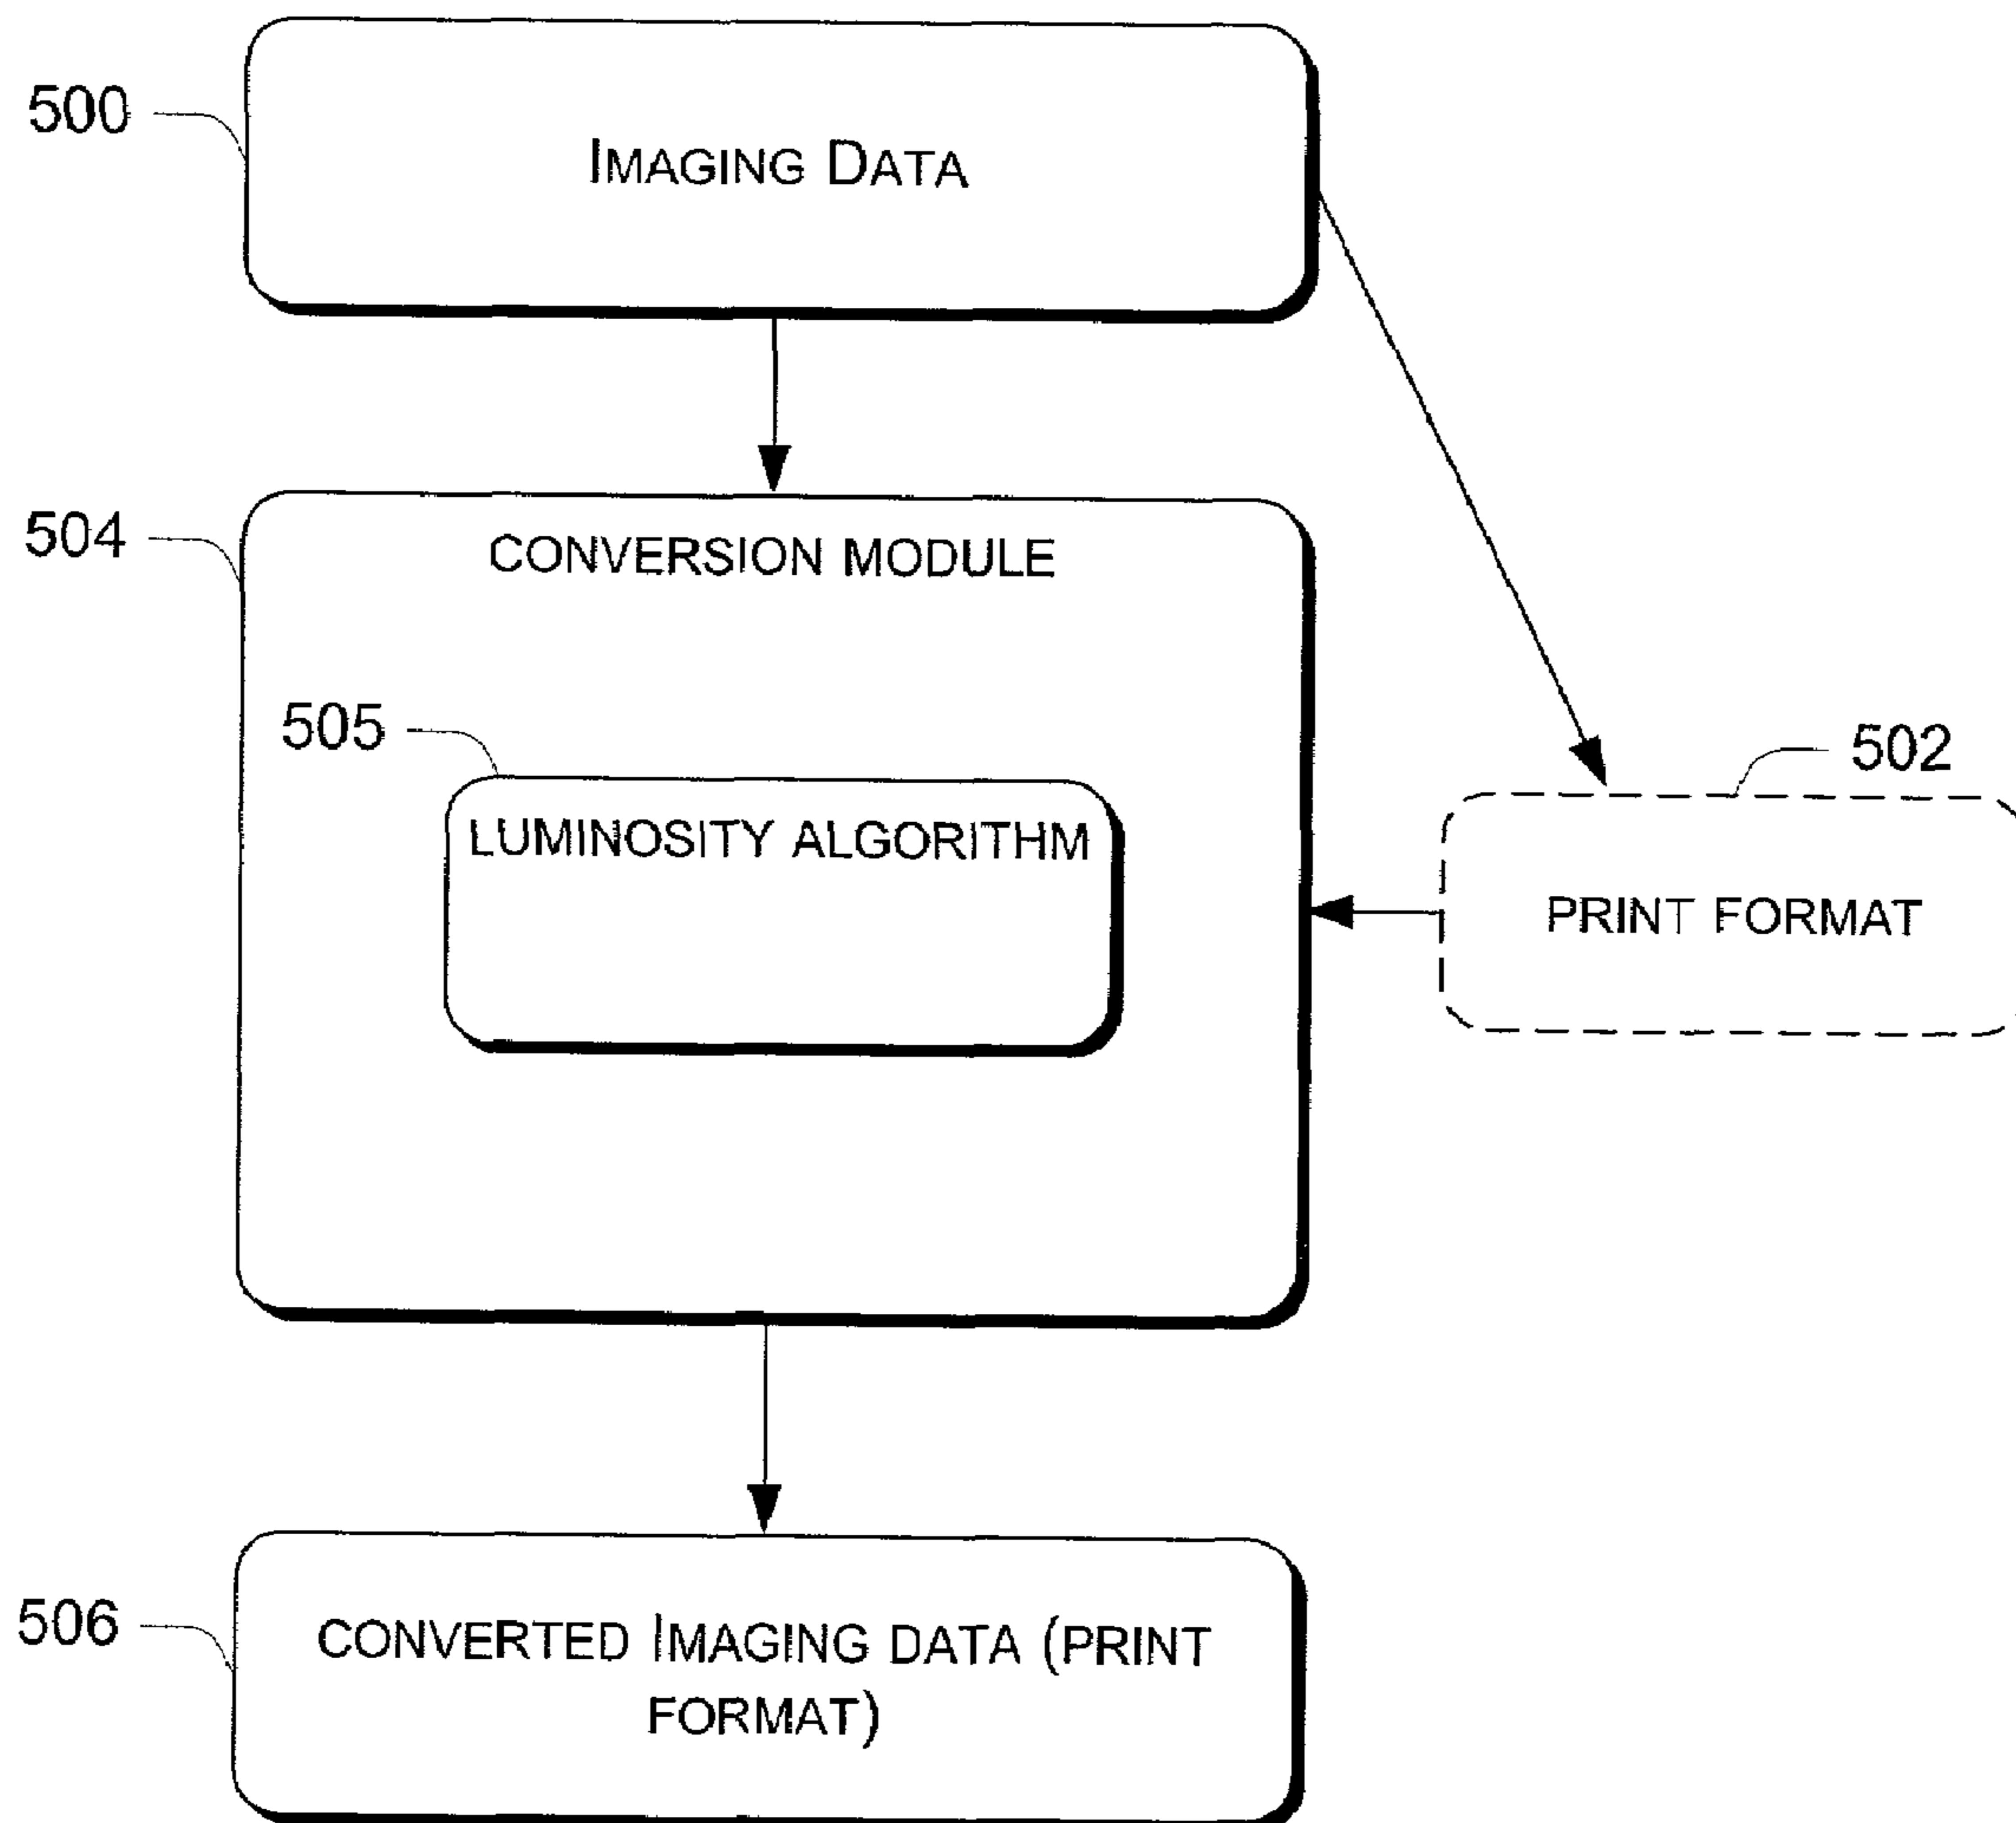 500
IMAGING DATA
504
CONVERSION MODULE
505
LUMINOSITY ALGORITHM
502
PRINT FORMAT
506
CONVERTED IMAGING DATA (PRINT
FORMAT)